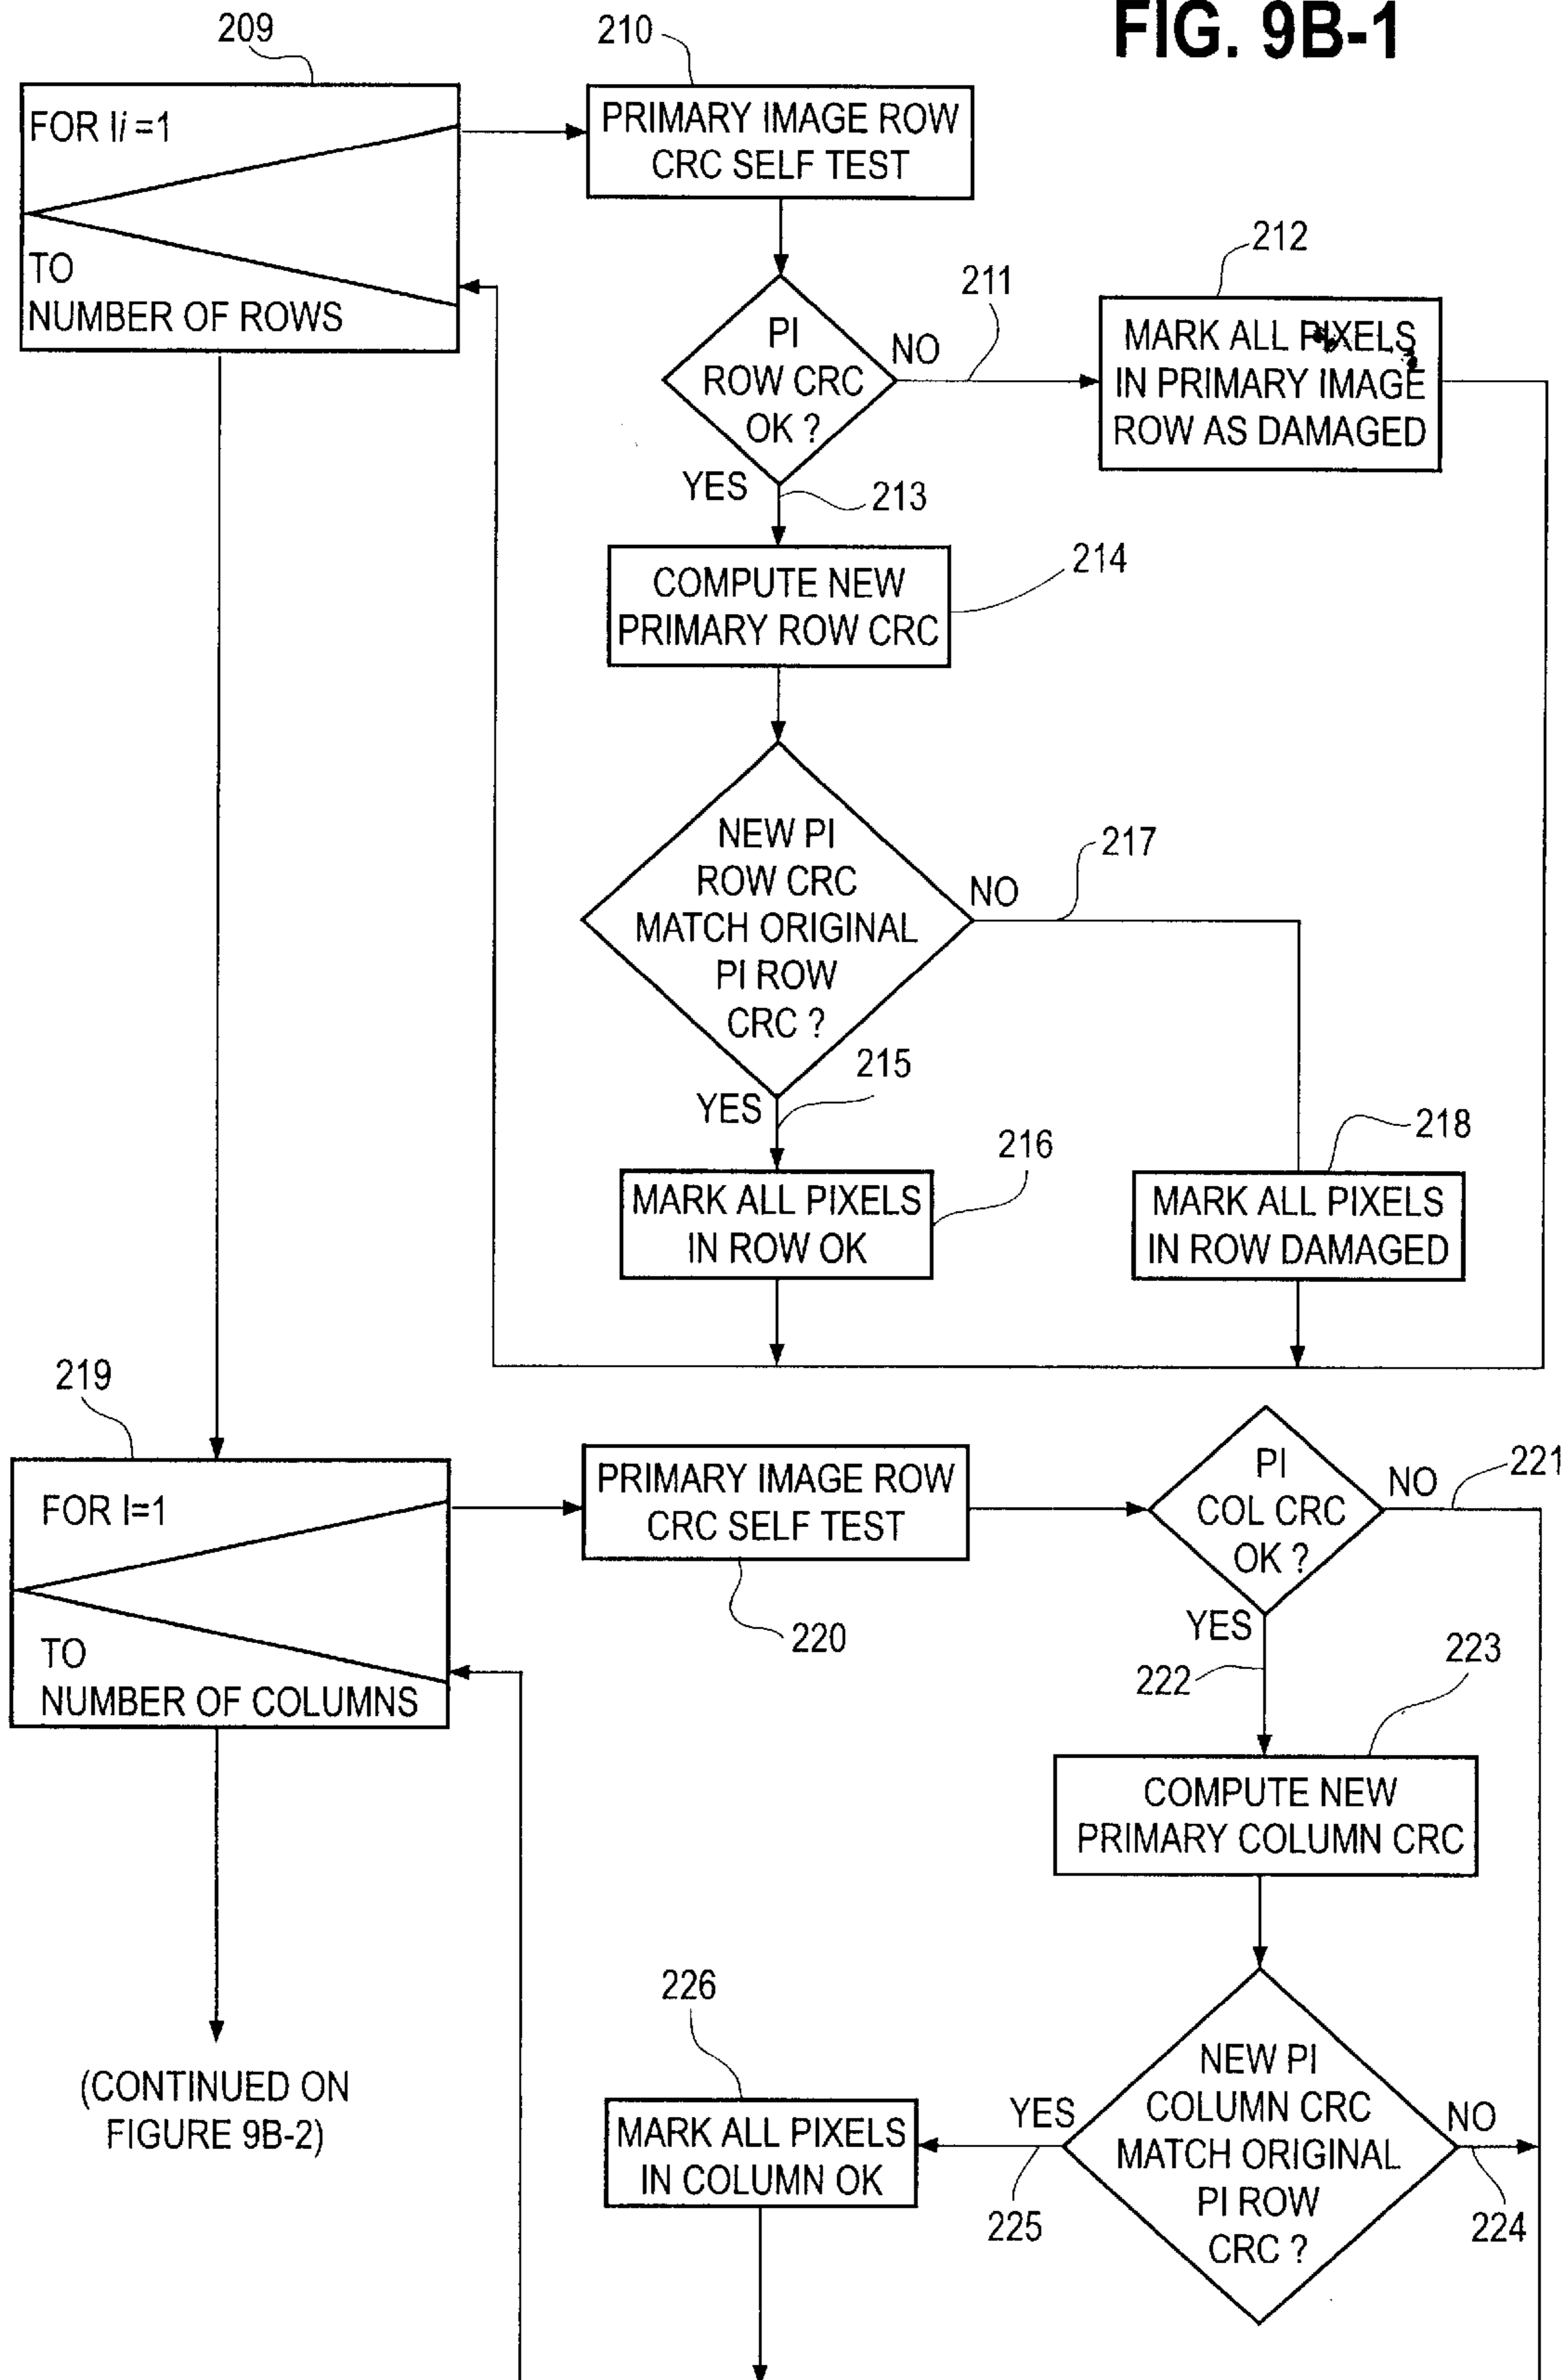 FIG. 9B-1
209
FOR Ii =1
TO
NUMBER OF ROWS
210
PRIMARY IMAGE ROW
CRC SELF TEST
PI
ROW CRC
OK ?
NO
211
212
MARK ALL PIXELS
IN PRIMARY IMAGE
ROW AS DAMAGED
YES
213
COMPUTE NEW
PRIMARY ROW CRC
214
NEW PI
ROW CRC
MATCH ORIGINAL
PI ROW
CRC ?
NO
217
YES
215
MARK ALL PIXELS
IN ROW OK
216
218
MARK ALL PIXELS
IN ROW DAMAGED
219
FOR I=1
TO
NUMBER OF COLUMNS
PRIMARY IMAGE ROW
CRC SELF TEST
220
PI
COL CRC
OK ?
NO
221
YES
222
223
COMPUTE NEW
PRIMARY COLUMN CRC
NEW PI
COLUMN CRC
MATCH ORIGINAL
PI ROW
CRC ?
NO
224
YES
225
226
MARK ALL PIXELS
IN COLUMN OK
(CONTINUED ON
FIGURE 9B-2)